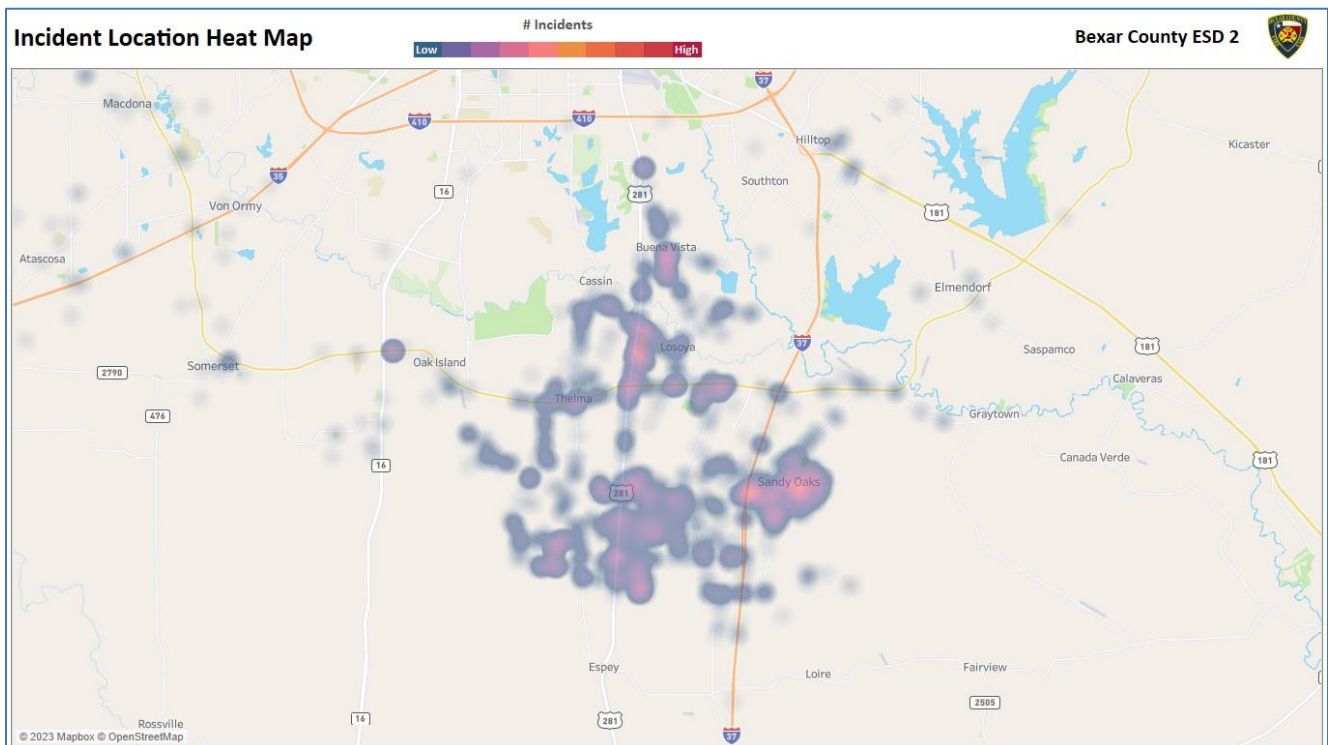 # Incidents
Incident Location Heat Map
Low
High
Bexar County ESD 2
37
Macdona
410
410
Hilltop
Kicaster
35
16
281
Southton
Von Ormy
181
Buena Vista
Atascosa
Cassin
Elmendorf
37
Losoya
181
Saspamco
Somerset
Oak Island
2790
Calaveras
Thelma
476
Graytown
Canada Verde
181
16
Sandy Oaks
281
Espey
Loire
Fairview
2505
16
281
Rossville
37
© 2023 Mapbox © OpenStreetMap